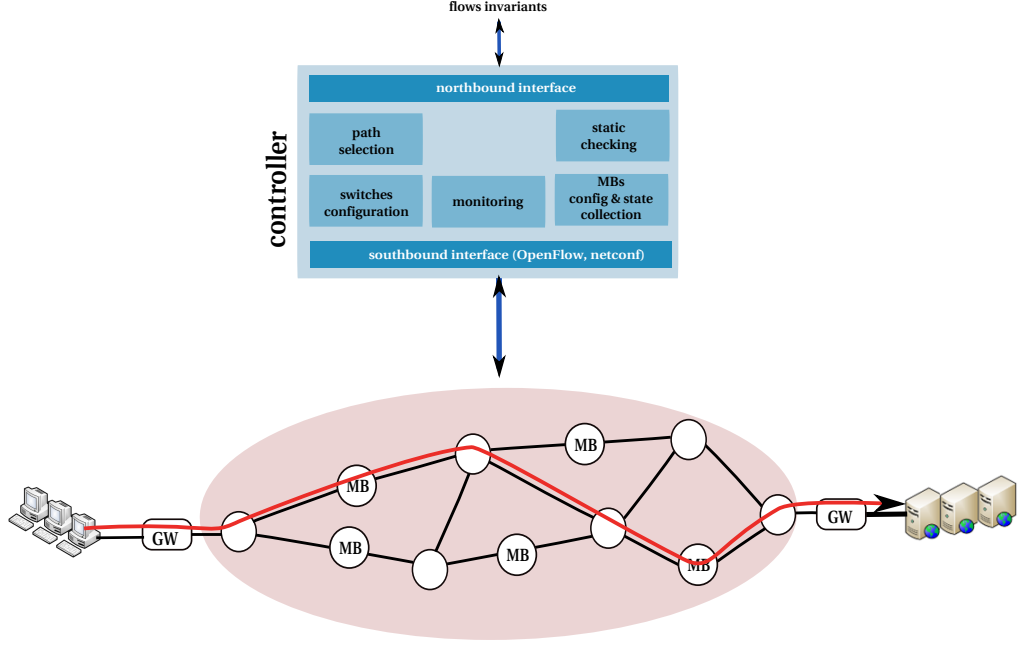 flows invariants
northbound interface
controller
path
selection
static
checking
switches
configuration
monitoring
MBs
config & state
collection
southbound interface (OpenFlow, netconf)
MB
MB
MB
MB
MB
GW
GW